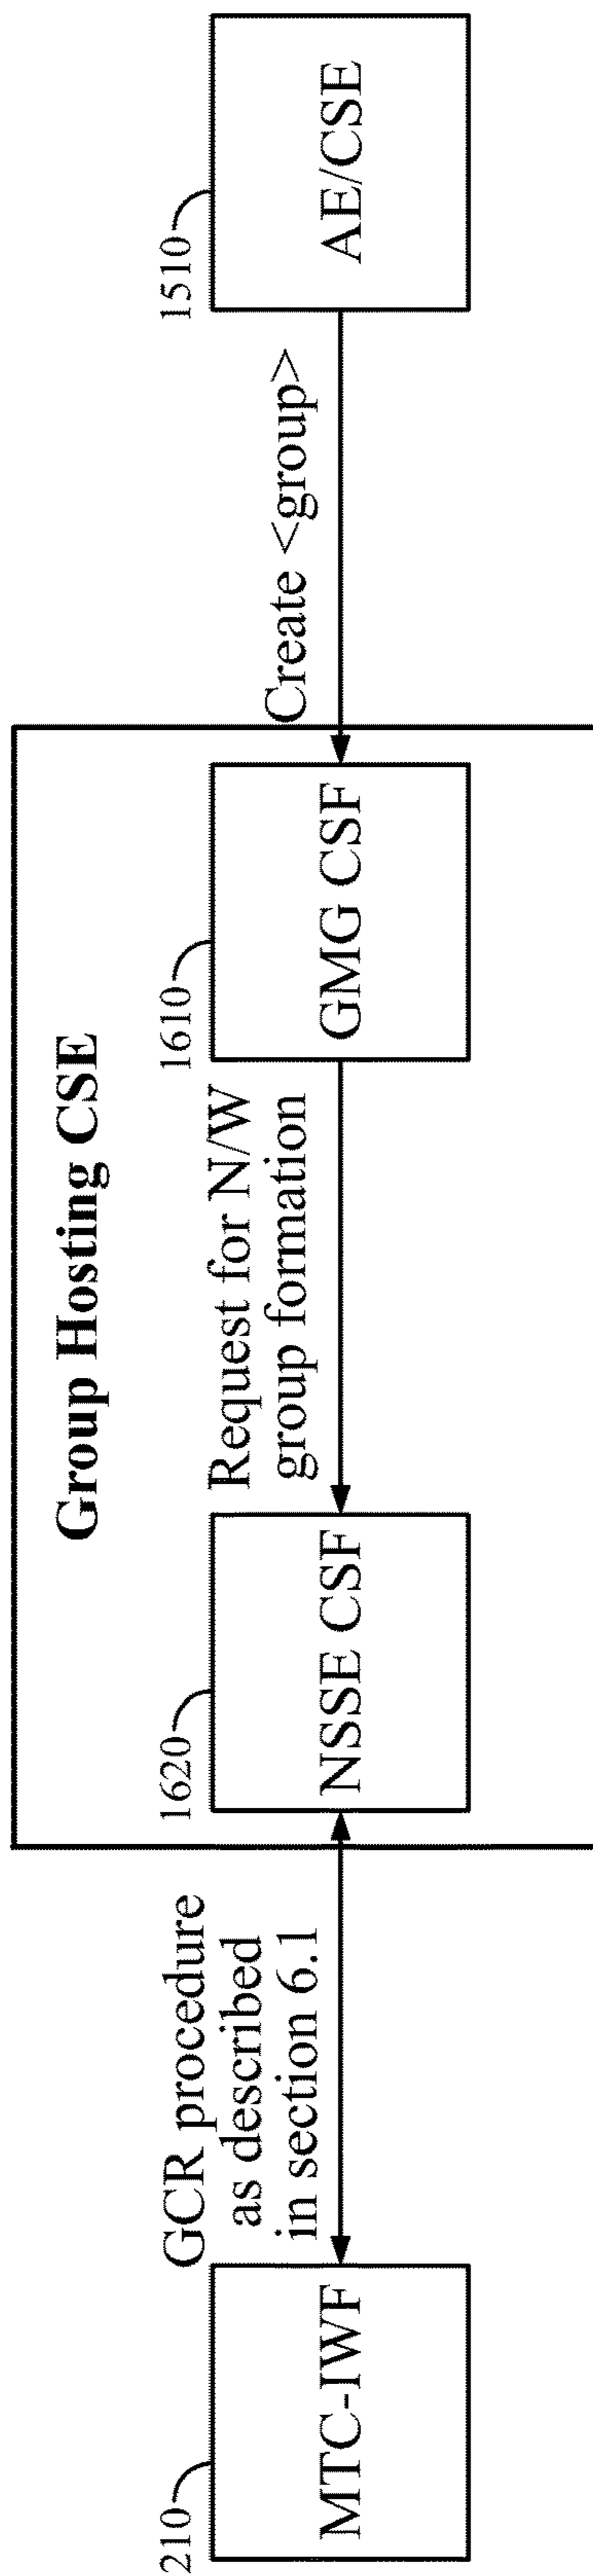 Group Hosting CSE
210
MTC-IWF
GCR procedure
as described
in section 6.1
1620
NSSE CSF
Request for N/W
group formation
1610
GMG CSF
Create <group>
1510
AE/CSE